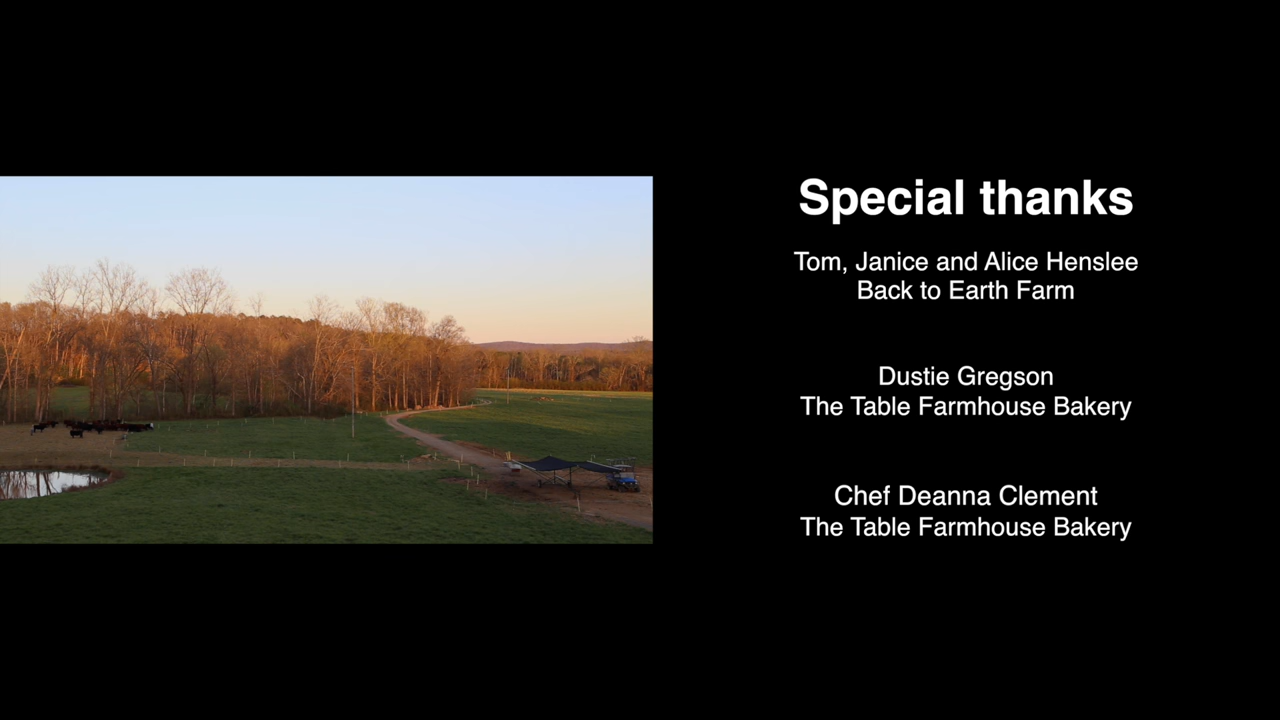 Special thanks
Tom, Janice and Alice Henslee
Back to Earth Farm
Dustie Gregson
The Table Farmhouse Bakery
Chef Deanna Clement
The Table Farmhouse Bakery